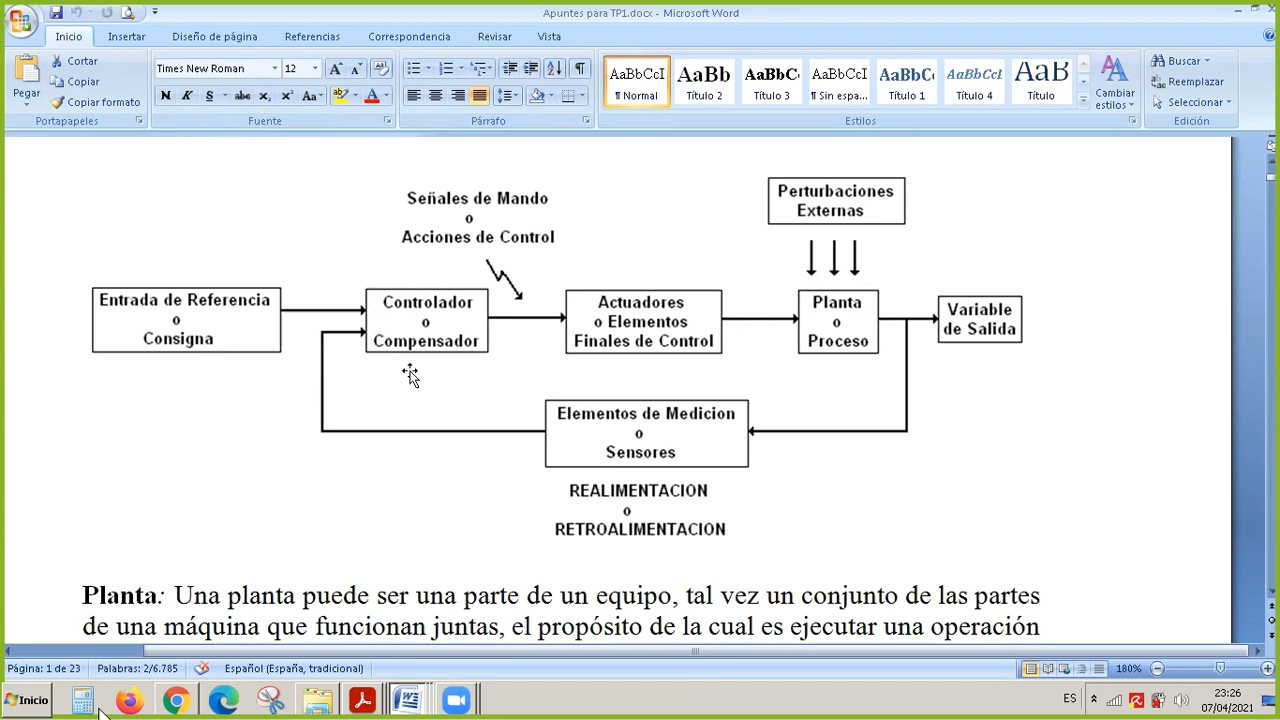 Apuntes para TP1.docx - Microsoft Word
Inicio
Insertar
Diseño de página
Referencias
Correspondencia
Revisar
Vista
Pegar
Cortar
Copiar
Copiar formato
Portapapeles
Times New Roman
12
N K S abc x₂ x² Aa
Fuente
Párrafo
AaBbCcI
¶ Normal
AaBb
Título 2
AaBbC
Título 3
AaBbCcI
¶ Sin espa...
AaBbC
Título 1
AaBbCcI
Título 4
AaB
Título
Cambiar
estilos
Estilos
Buscar
Reemplazar
Seleccionar
Edición
Señales de Mando
o
Acciones de Control
Perturbaciones
Externas
Entrada de Referencia
o
Consigna
Controlador
o
Compensador
Actuadores
o Elementos
Finales de Control
Planta
o
Proceso
Variable
de Salida
Elementos de Medicion
o
Sensores
REALIMENTACION
o
RETROALIMENTACION
Planta: Una planta puede ser una parte de un equipo, tal vez un conjunto de las partes
de una máquina que funcionan juntas, el propósito de la cual es ejecutar una operación
Página: 1 de 23
Palabras: 2/6.785
Español (España, tradicional)
180%
Inicio
ES
23:26
07/04/2021